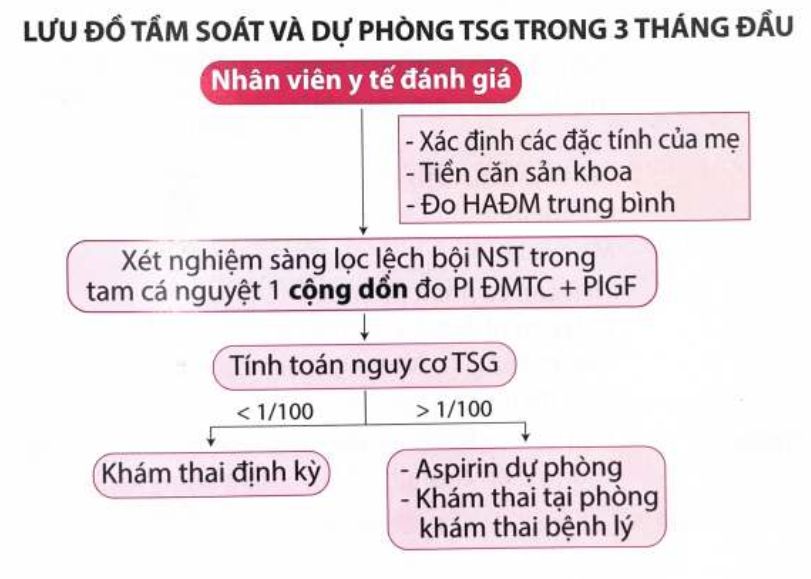 LƯU ĐỒ TẦM SOÁT VÀ DỰ PHÒNG TSG TRONG 3 THÁNG ĐẦU
Nhân viên y tế đánh giá
- Xác định các đặc tính của mẹ
- Tiền căn sản khoa
- Đo HAĐM trung bình
Xét nghiệm sàng lọc lệch bội NST trong
tam cá nguyệt 1 cộng dồn đo PI ĐMTC + PlGF
Tính toán nguy cơ TSG
< 1/100
> 1/100
Khám thai định kỳ
- Aspirin dự phòng
- Khám thai tại phòng
khám thai bệnh lý